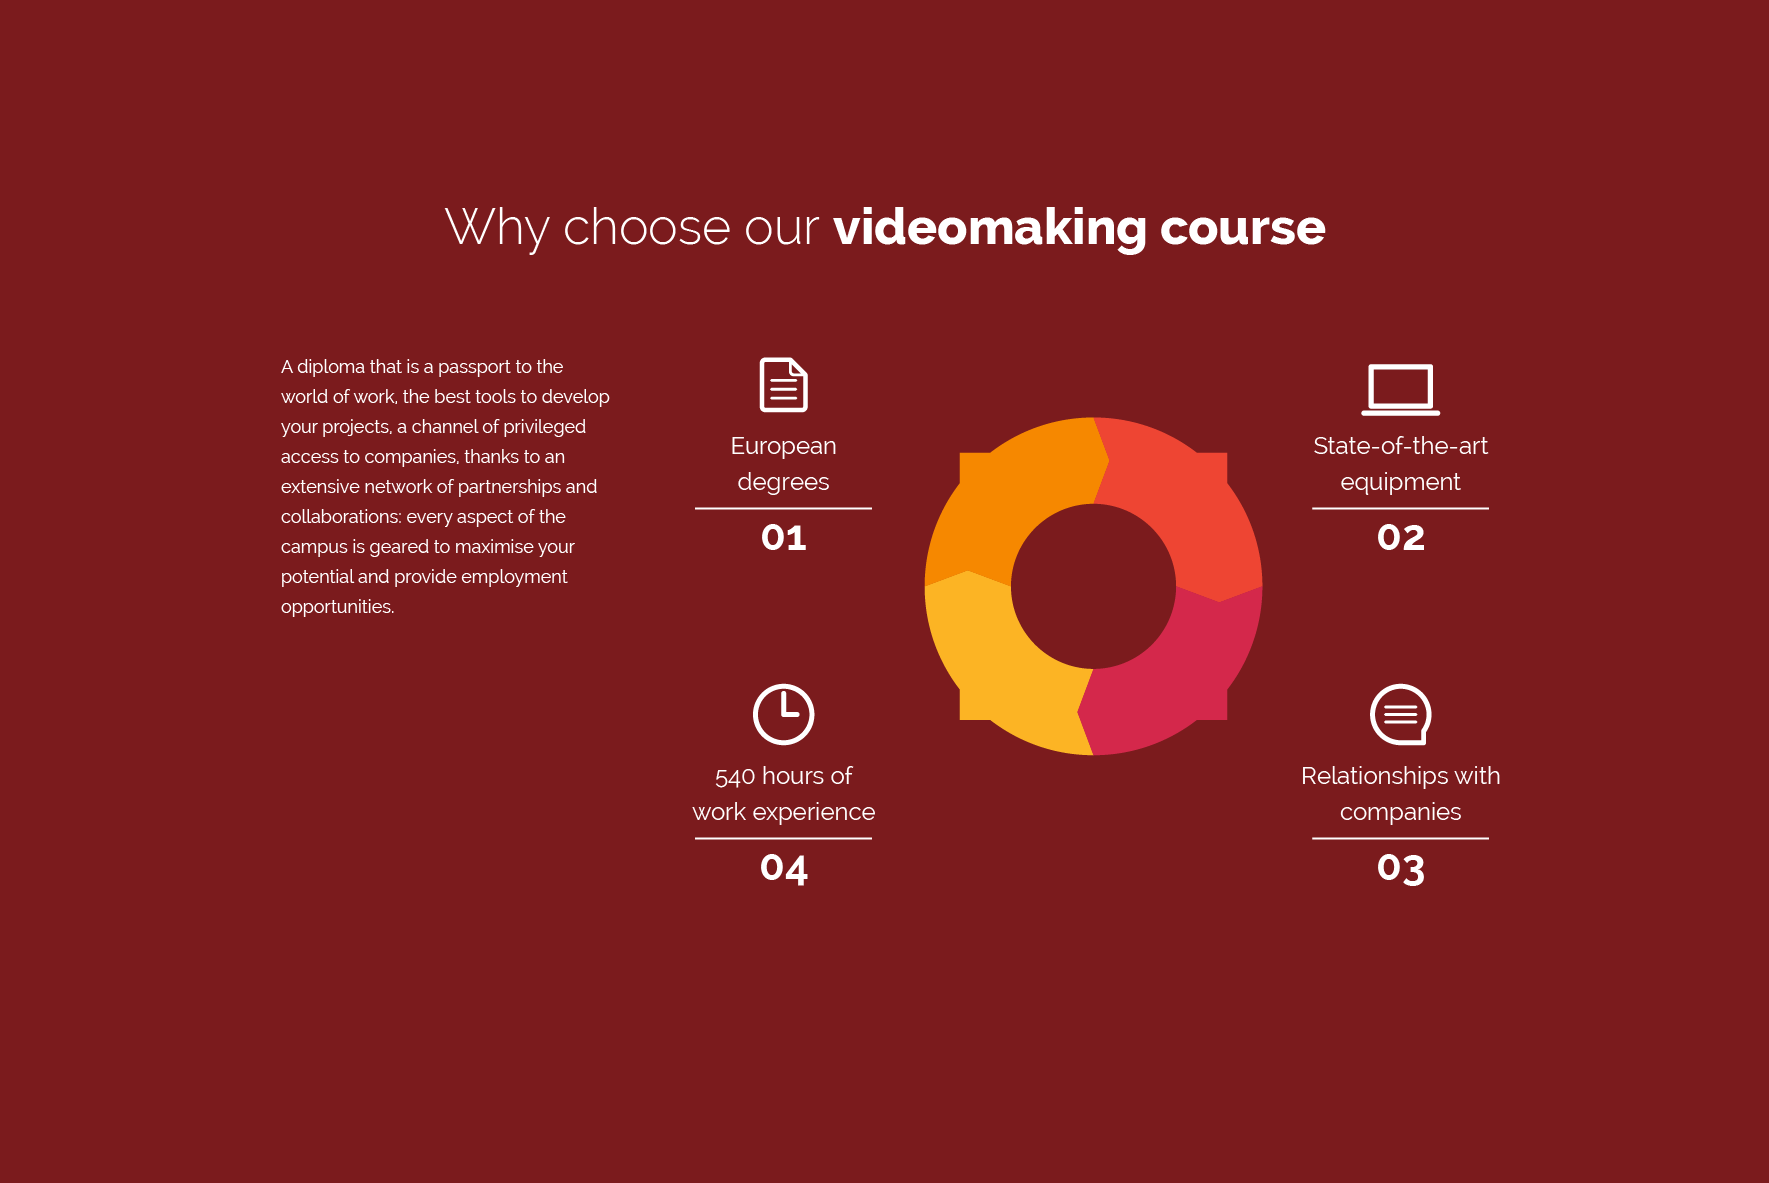 Why choose our videomaking course
A diploma that is a passport to the
world of work, the best tools to develop
your projects, a channel of privileged
access to companies, thanks to an
extensive network of partnerships and
collaborations: every aspect of the
campus is geared to maximise your
potential and provide employment
opportunities.
European
degrees
01
State-of-the-art
equipment
02
540 hours of
work experience
04
Relationships with
companies
03